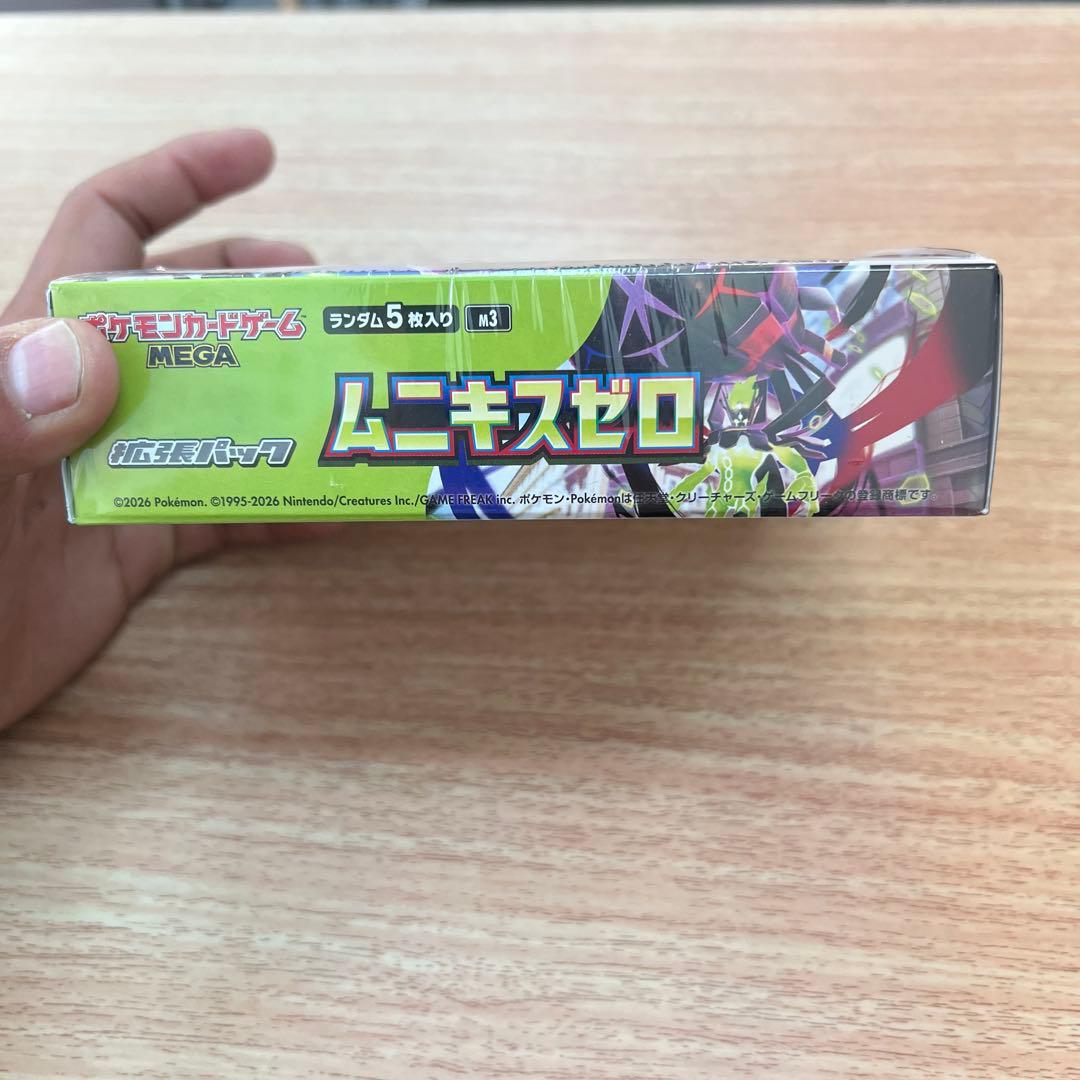 ポケモンカードゲーム
MEGA
ランダム5枚入り M3
ムニキスゼロ
拡張パック
©2026 Pokémon. ©1995-2026 Nintendo/Creatures Inc./GAME FREAK inc. ポケモン・Pokémonは任天堂・クリーチャーズ・ゲームフリークの登録商標です。